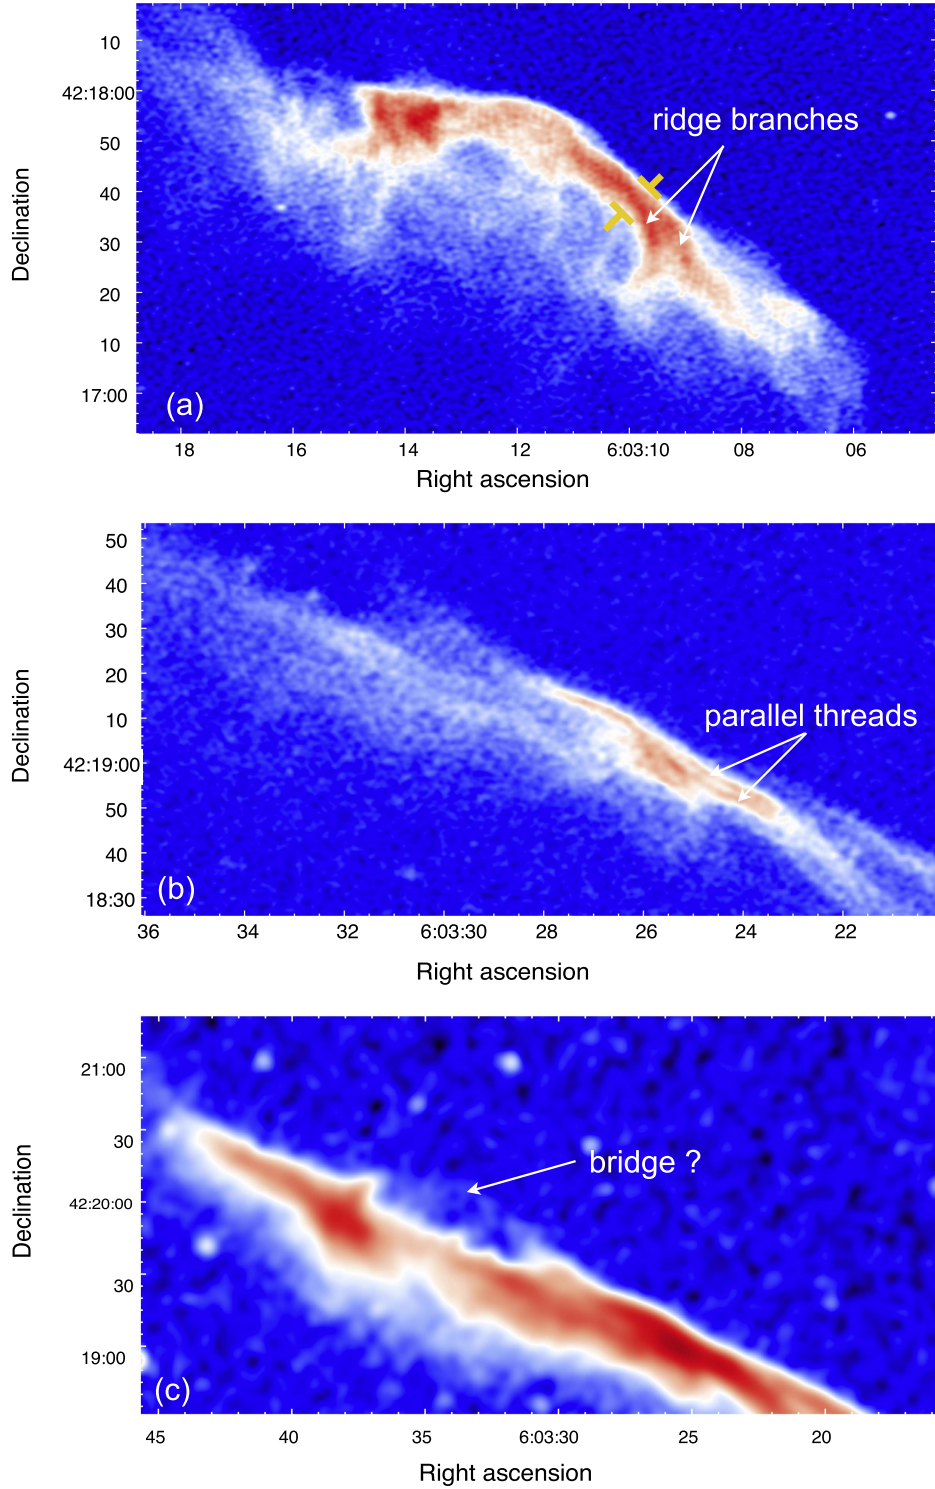 10
42:18:00
50
40
30
20
10
17:00
Declination
ridge branches
(a)
18 16 14 12 6:03:10 08 06
Right ascension
50
40
30
20
10
42:19:00
50
40
18:30
Declination
parallel threads
(b)
36 34 32 6:03:30 28 26 24 22
Right ascension
21:00
30
42:20:00
30
19:00
Declination
bridge ?
(c)
45 40 35 6:03:30 25 20
Right ascension